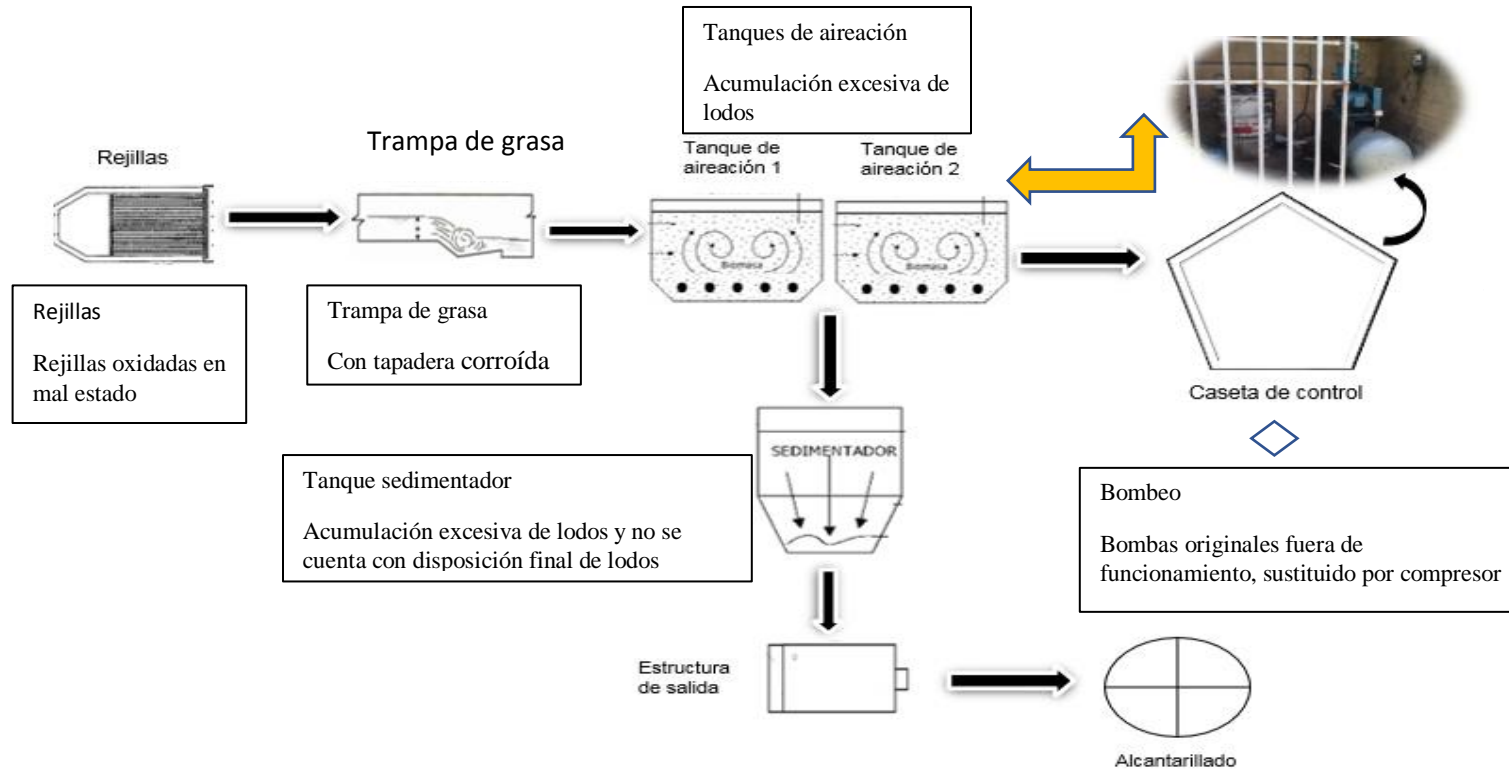 Tanques de aireación
Acumulación excesiva de
lodos
Rejillas
Trampa de grasa
Tanque de
aireación 1
Tanque de
aireación 2
Biomasa
Biomasa
Rejillas
Rejillas oxidadas en
mal estado
Trampa de grasa
Con tapadera corroída
Caseta de control
SEDIMENTADOR
Tanque sedimentador
Acumulación excesiva de lodos y no se
cuenta con disposición final de lodos
Bombeo
Bombas originales fuera de
funcionamiento, sustituido por compresor
Estructura
de salida
Alcantarillado